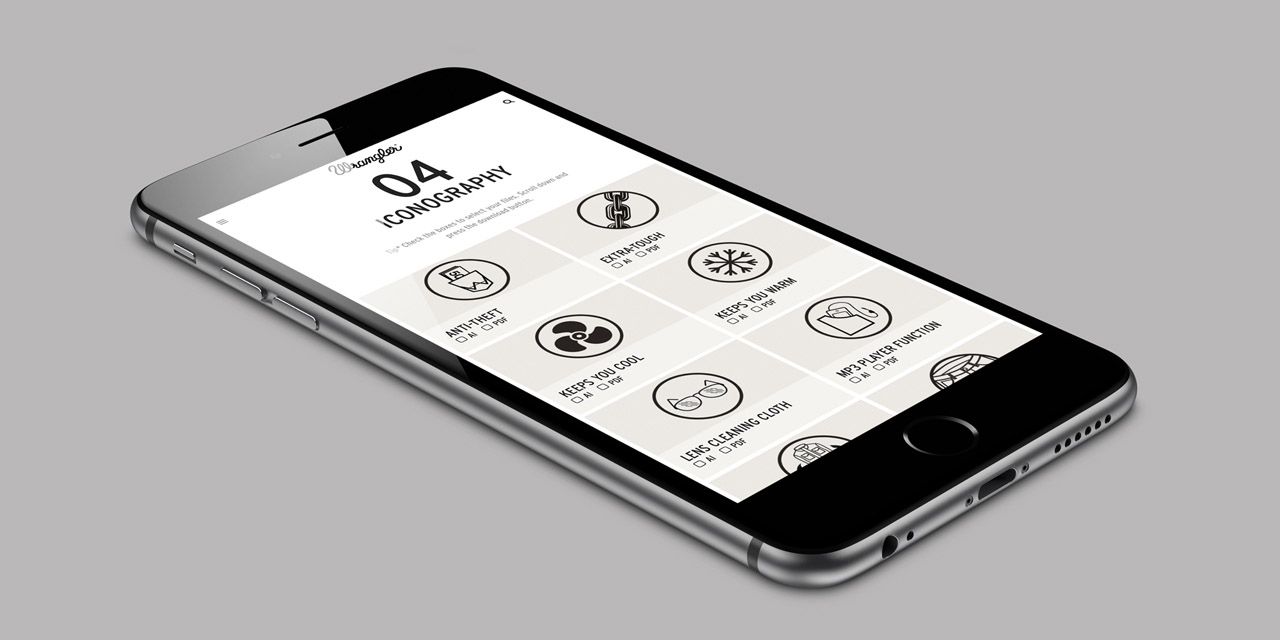 Wrangler
04
ICONOGRAPHY
Tip* Check the boxes to select your files. Scroll down and
press the download button.
ANTI-THEFT
AI PDF
EXTRA-TOUGH
AI PDF
KEEPS YOU COOL
AI PDF
KEEPS YOU WARM
AI PDF
LENS CLEANING CLOTH
AI PDF
MP3 PLAYER FUNCTION
AI PDF